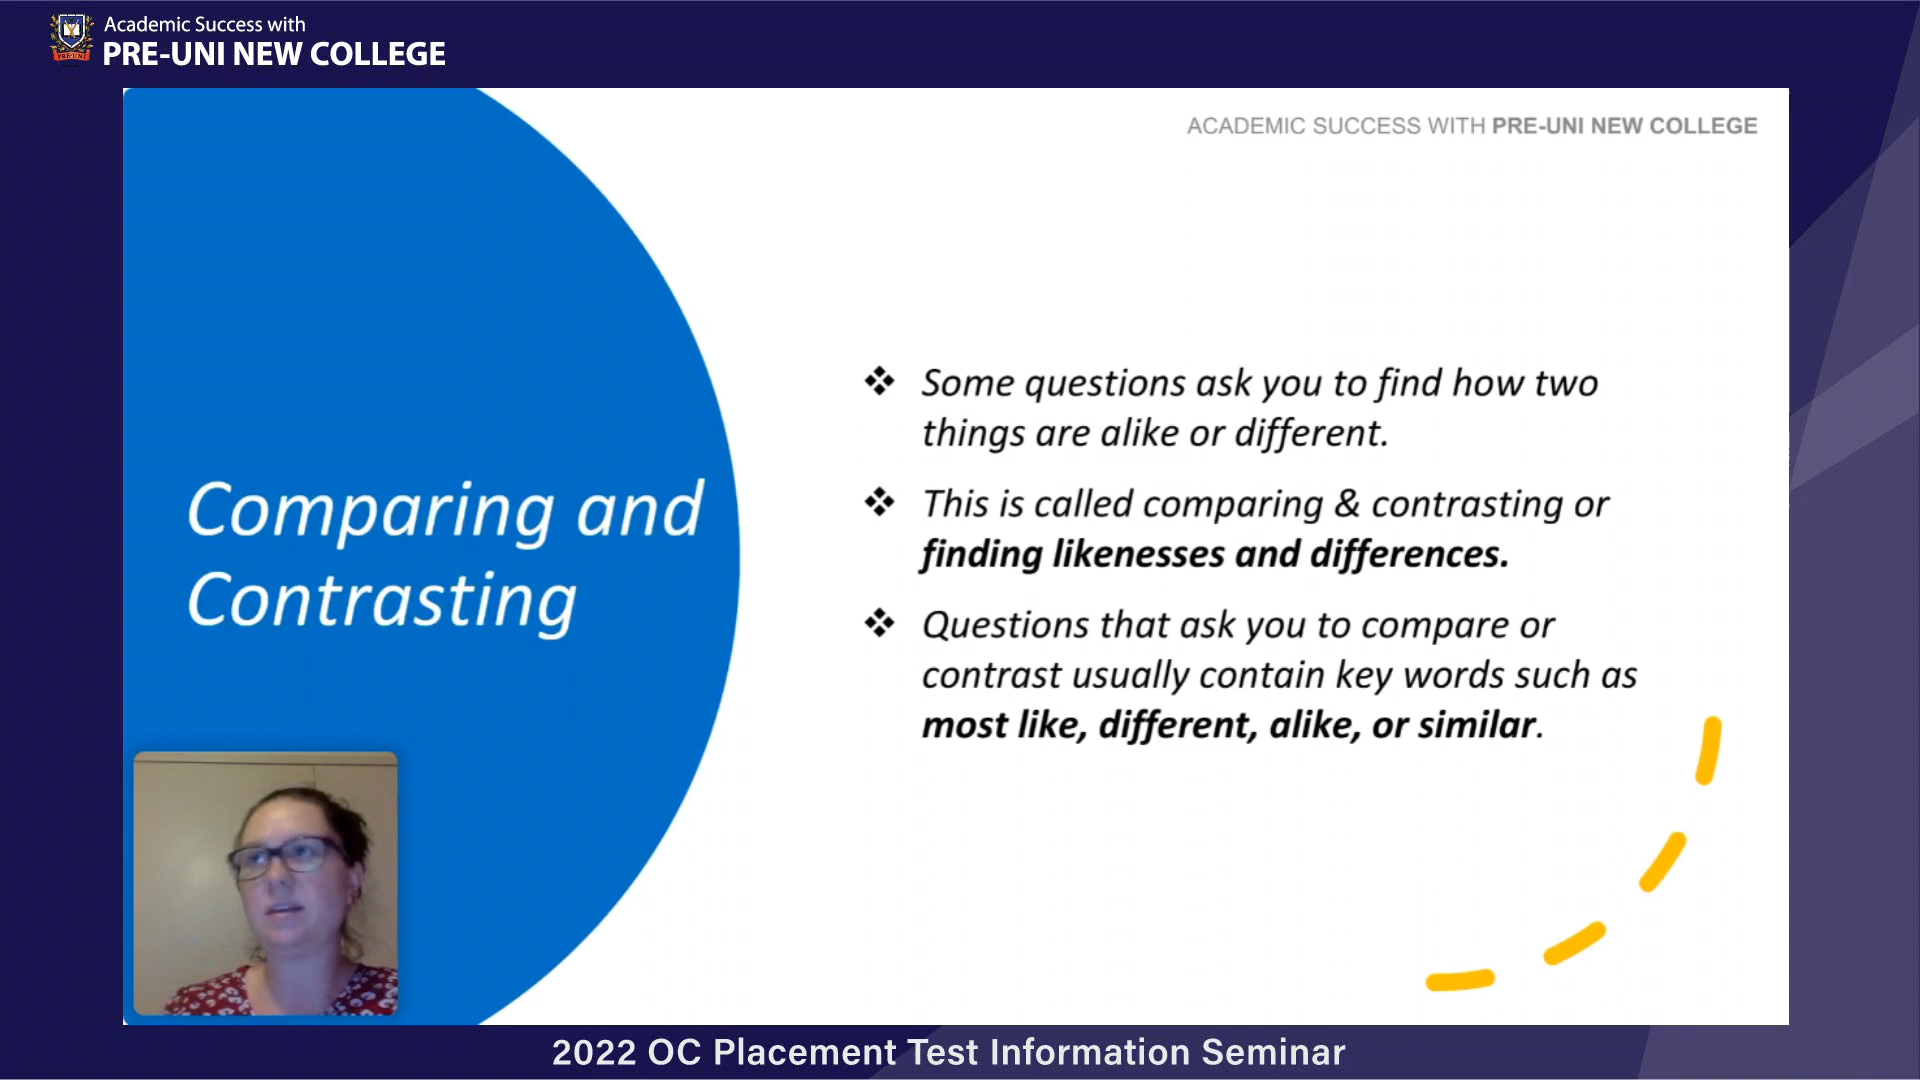 Academic Success with
PRE-UNI NEW COLLEGE
ACADEMIC SUCCESS WITH PRE-UNI NEW COLLEGE
Comparing and
Contrasting
❖ Some questions ask you to find how two
things are alike or different.
❖ This is called comparing & contrasting or
finding likenesses and differences.
❖ Questions that ask you to compare or
contrast usually contain key words such as
most like, different, alike, or similar.
2022 OC Placement Test Information Seminar